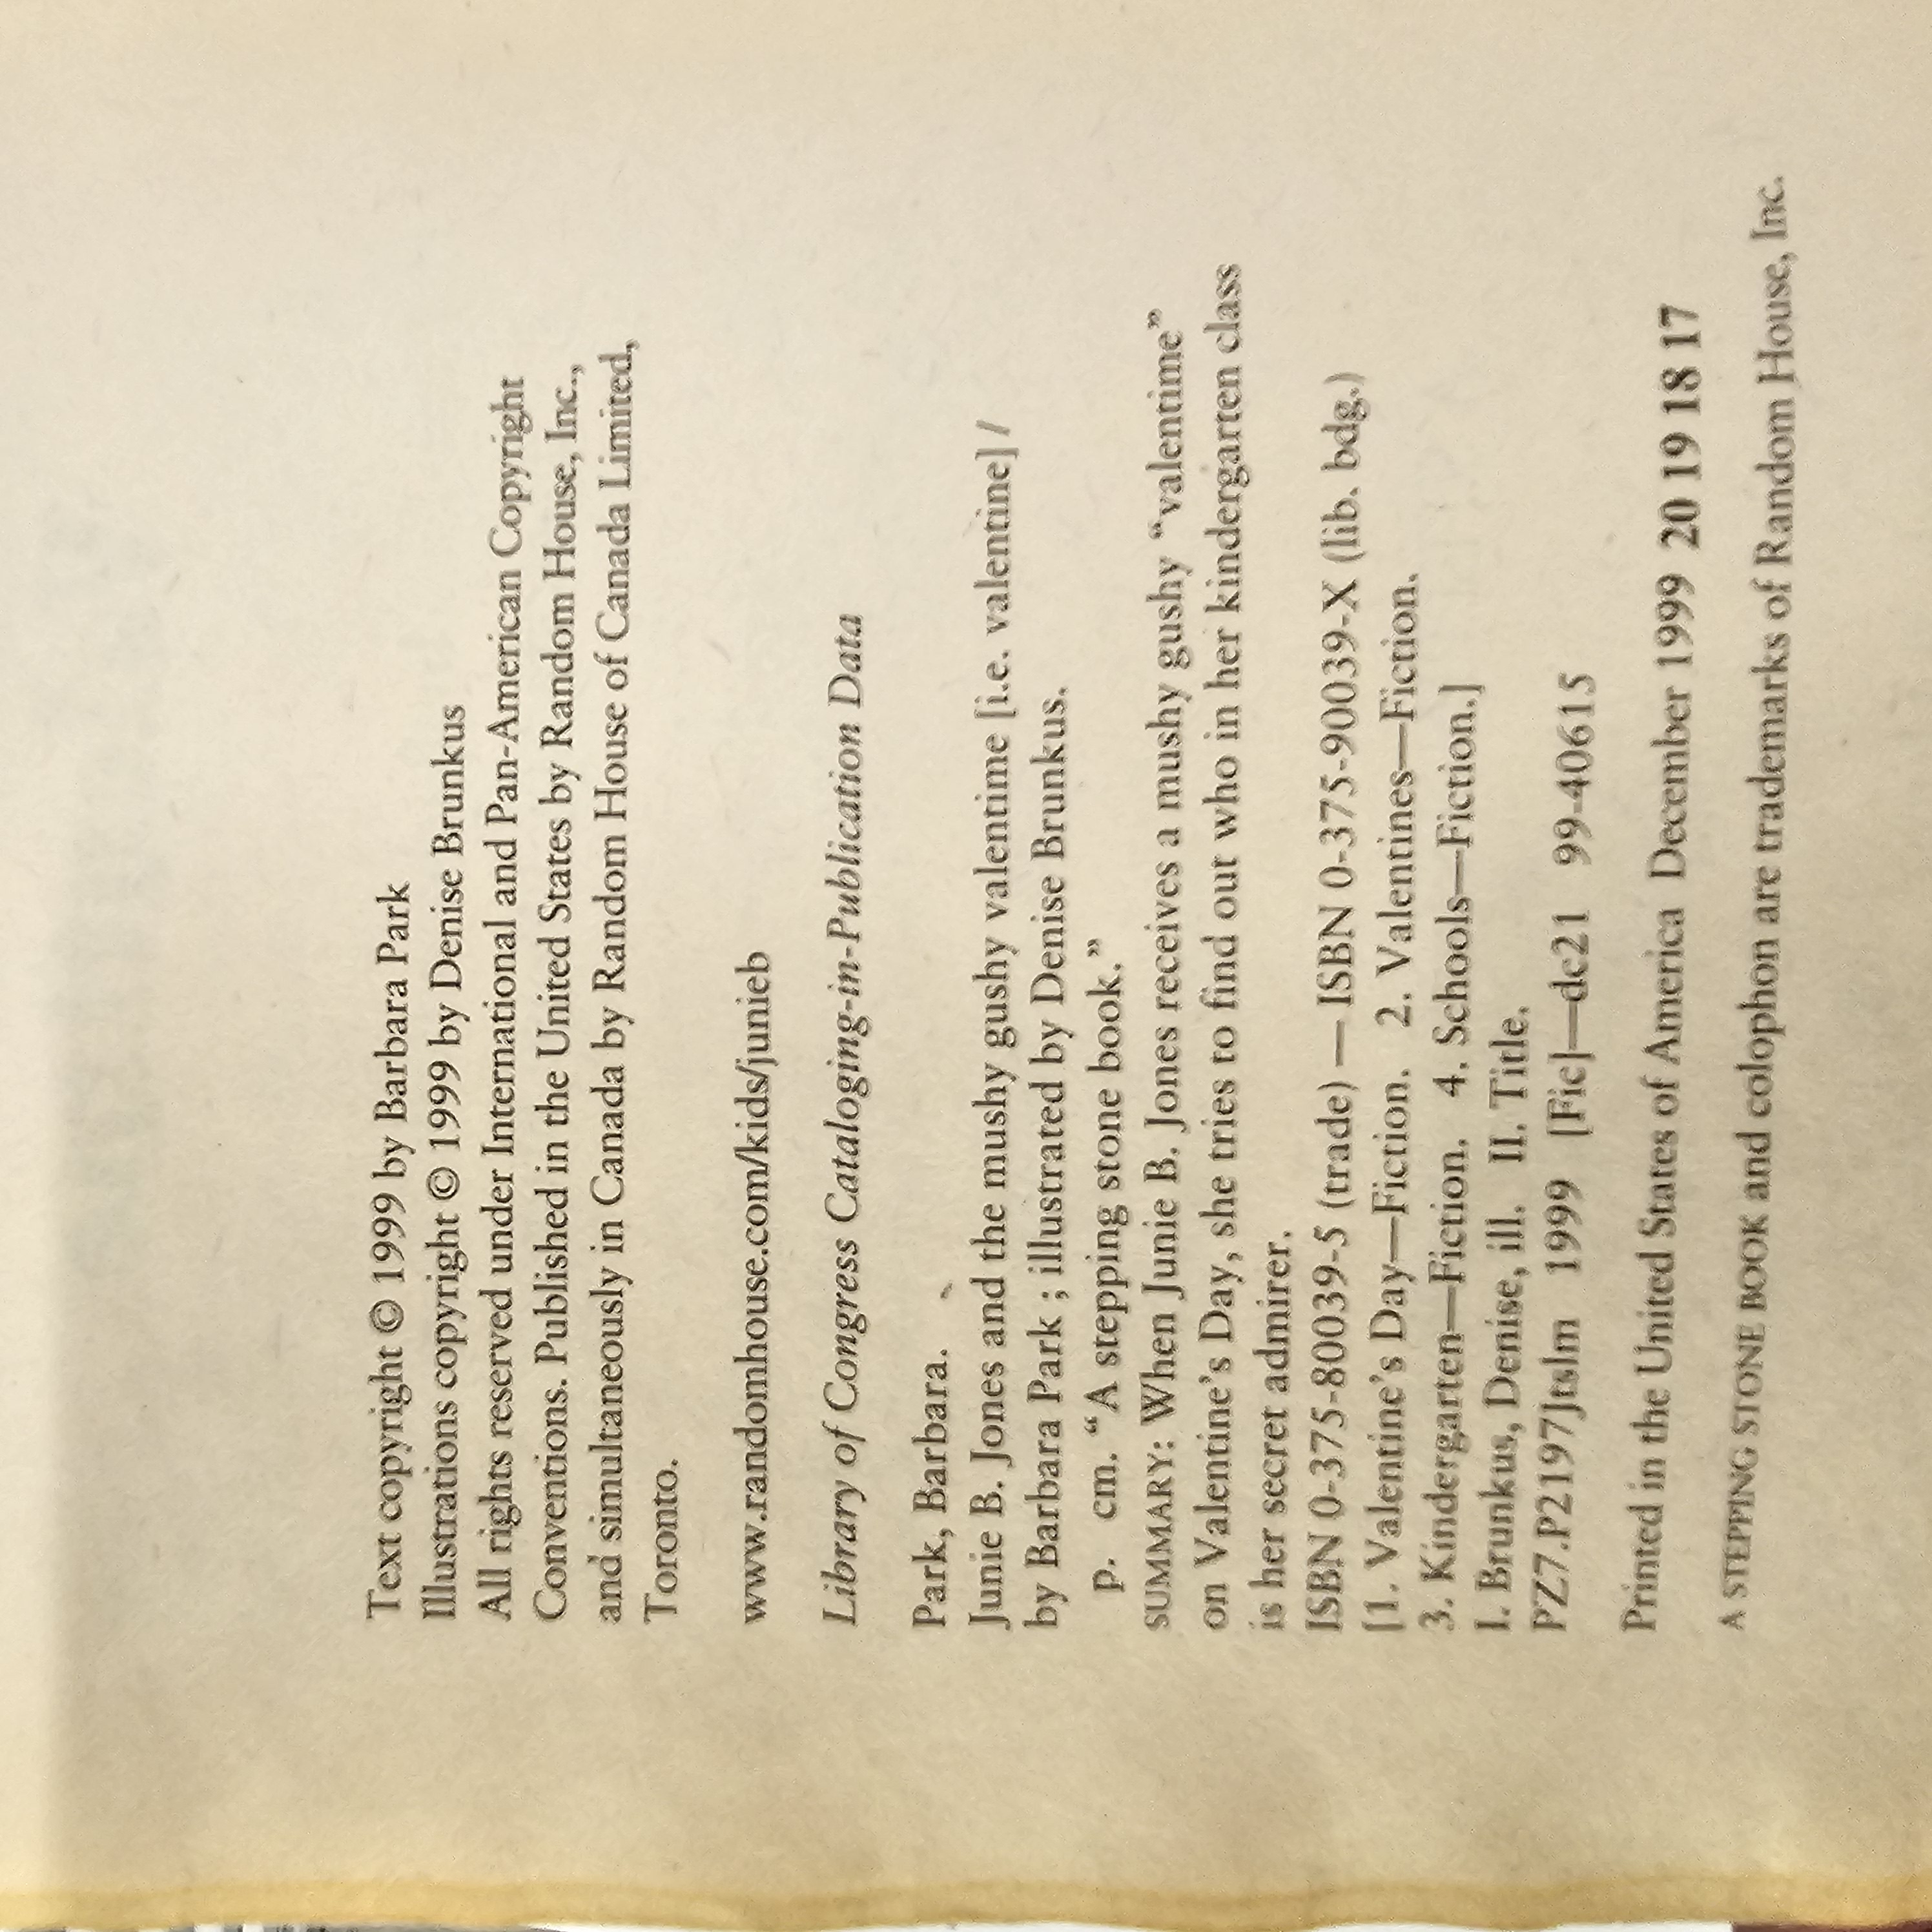 Text copyright © 1999 by Barbara Park
Illustrations copyright © 1999 by Denise Brunkus
All rights reserved under International and Pan-American Copyright
Conventions. Published in the United States by Random House, Inc.,
and simultaneously in Canada by Random House of Canada Limited,
Toronto.
www.randomhouse.com/kids/junieb
Library of Congress Cataloging-in-Publication Data
Park, Barbara.
Junie B. Jones and the mushy gushy valentime [i.e. valentine] /
by Barbara Park ; illustrated by Denise Brunkus.
p. cm. “A stepping stone book.”
SUMMARY: When Junie B. Jones receives a mushy gushy “valentime”
on Valentine’s Day, she tries to find out who in her kindergarten class
is her secret admirer.
ISBN 0-375-80039-5 (trade) — ISBN 0-375-90039-X (lib. bdg.)
[1. Valentine’s Day—Fiction. 2. Valentines—Fiction.
3. Kindergarten—Fiction. 4. Schools—Fiction.]
I. Brunkus, Denise, ill. II. Title.
PZ7.P2197Jtslm 1999 [Fic]—dc21 99-40615
Printed in the United States of America December 1999 20 19 18 17
A STEPPING STONE BOOK and colophon are trademarks of Random House, Inc.